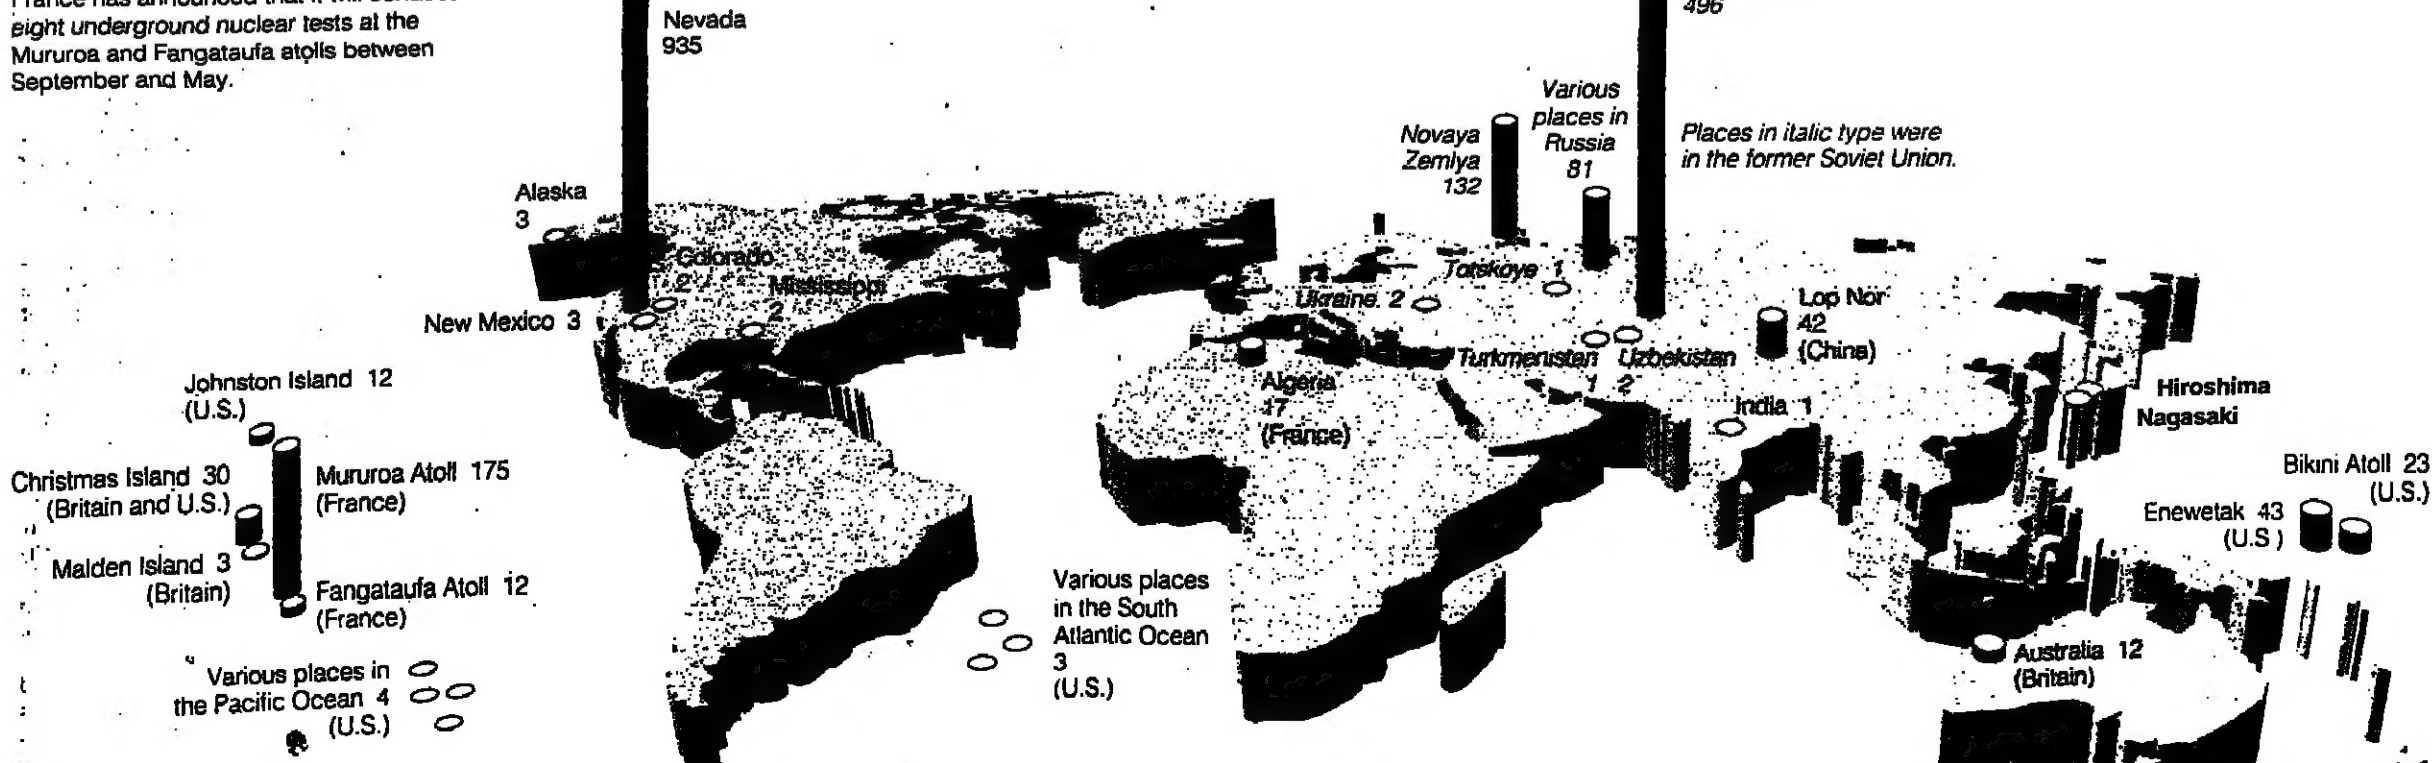 eight underground nuclear tests at the
Mururoa and Fangataufa atolls between
September and May.
Nevada
935
496
Various
places in
Russia
81
Novaya
Zemlya
132
Places in italic type were
in the former Soviet Union.
Alaska
3
Colorado
2
Mississippi
2
New Mexico 3
Totskoye 1
Ukraine 2
Lop Nor
42
(China)
Turkmenistan
1
Uzbekistan
2
Algeria
17
(France)
India 1
Hiroshima
Nagasaki
Johnston Island 12
(U.S.)
Christmas Island 30
(Britain and U.S.)
Mururoa Atoll 175
(France)
Malden Island 3
(Britain)
Fangataufa Atoll 12
(France)
Various places in
the Pacific Ocean 4
(U.S.)
Various places
in the South
Atlantic Ocean
3
(U.S.)
Bikini Atoll 23
(U.S.)
Enewetak 43
(U.S )
Australia 12
(Britain)